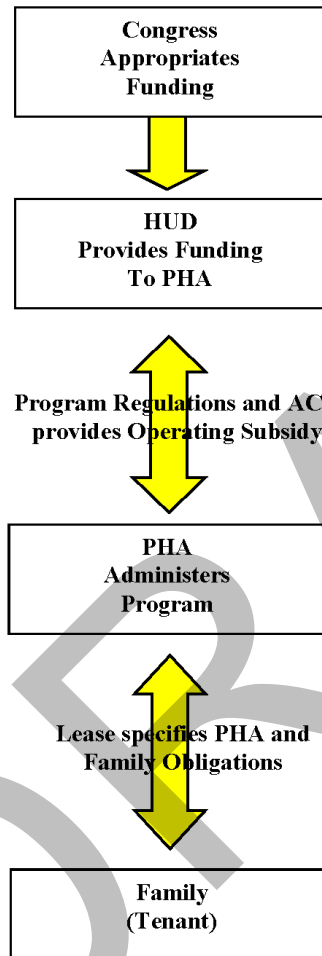 Congress
Appropriates
Funding
HUD
Provides Funding
To PHA
Program Regulations and AC
provides Operating Subsidy
PHA
Administers
Program
Lease specifies PHA and
Family Obligations
Family
(Tenant)